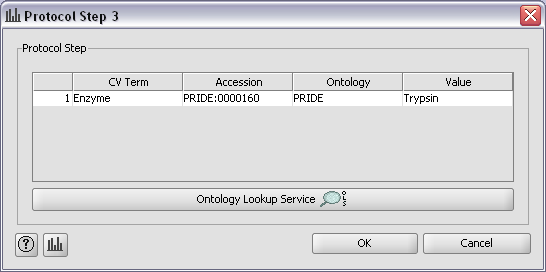 Protocol Step 3
Protocol Step
CV Term Accession Ontology Value
1 Enzyme PRIDE:0000160 PRIDE Trypsin
Ontology Lookup Service OLS
? OK Cancel